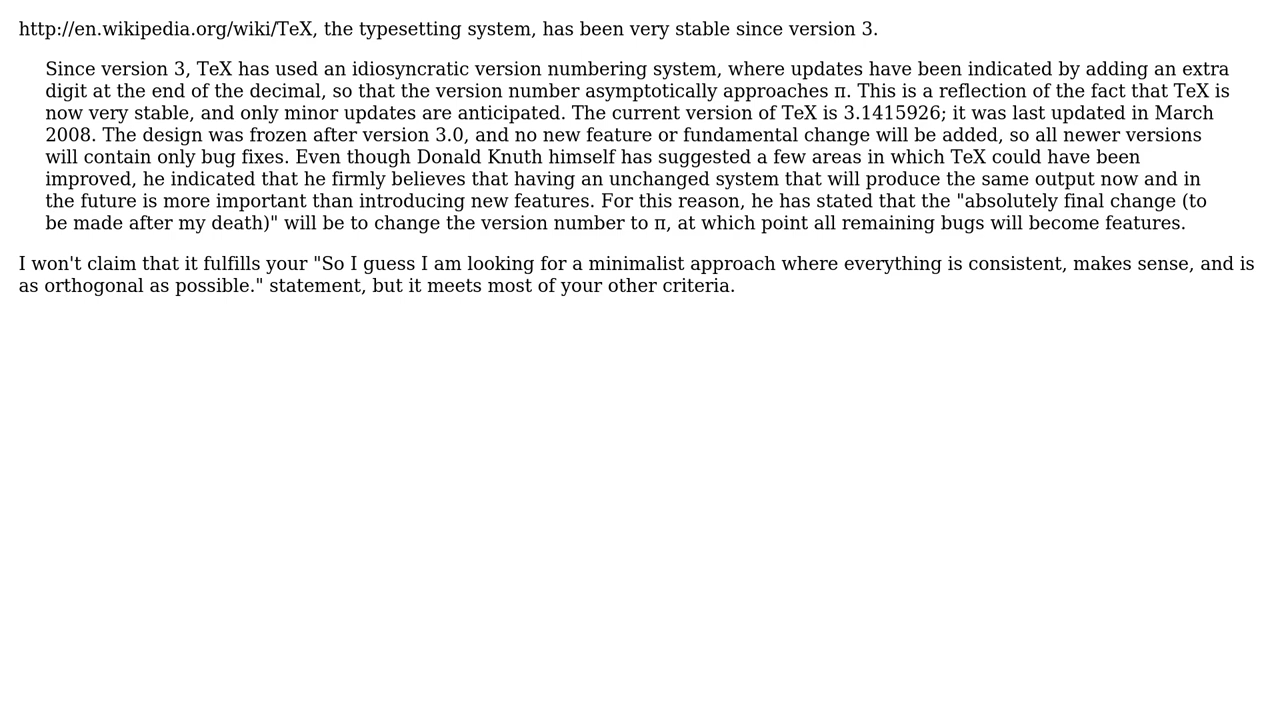 http://en.wikipedia.org/wiki/TeX, the typesetting system, has been very stable since version 3.
Since version 3, TeX has used an idiosyncratic version numbering system, where updates have been indicated by adding an extra
digit at the end of the decimal, so that the version number asymptotically approaches π. This is a reflection of the fact that TeX is
now very stable, and only minor updates are anticipated. The current version of TeX is 3.1415926; it was last updated in March
2008. The design was frozen after version 3.0, and no new feature or fundamental change will be added, so all newer versions
will contain only bug fixes. Even though Donald Knuth himself has suggested a few areas in which TeX could have been
improved, he indicated that he firmly believes that having an unchanged system that will produce the same output now and in
the future is more important than introducing new features. For this reason, he has stated that the "absolutely final change (to
be made after my death)" will be to change the version number to π, at which point all remaining bugs will become features.
I won't claim that it fulfills your "So I guess I am looking for a minimalist approach where everything is consistent, makes sense, and is
as orthogonal as possible." statement, but it meets most of your other criteria.